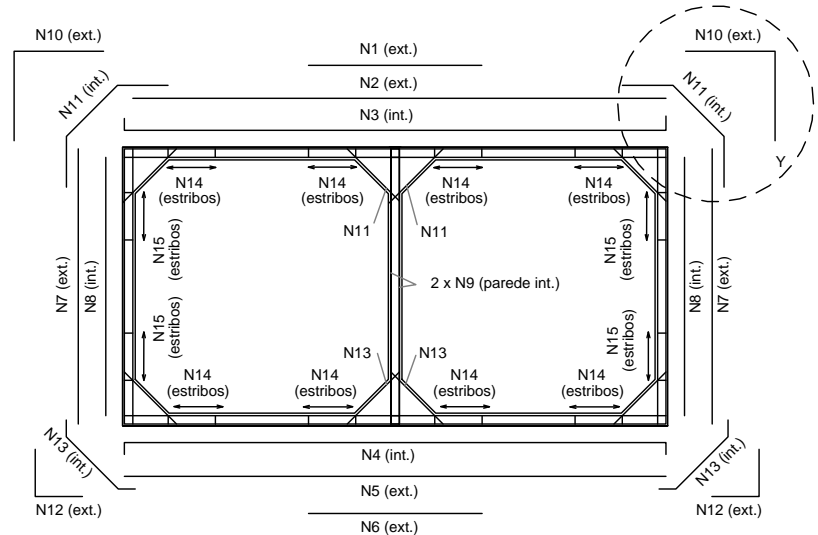 N10 (ext.)
N1 (ext.)
N10 (ext.)
N11 (int.)
N2 (ext.)
N11 (int.)
N3 (int.)
Y
N14
(estribos)
N14
(estribos)
N14
(estribos)
N14
(estribos)
N11
N11
N15
(estribos)
N15
(estribos)
N7 (ext.)
N8 (int.)
2 x N9 (parede int.)
N8 (int.)
N7 (ext.)
N15
(estribos)
N15
(estribos)
N13
N13
N14
(estribos)
N14
(estribos)
N14
(estribos)
N14
(estribos)
N13 (int.)
N4 (int.)
N13 (int.)
N5 (ext.)
N12 (ext.)
N6 (ext.)
N12 (ext.)